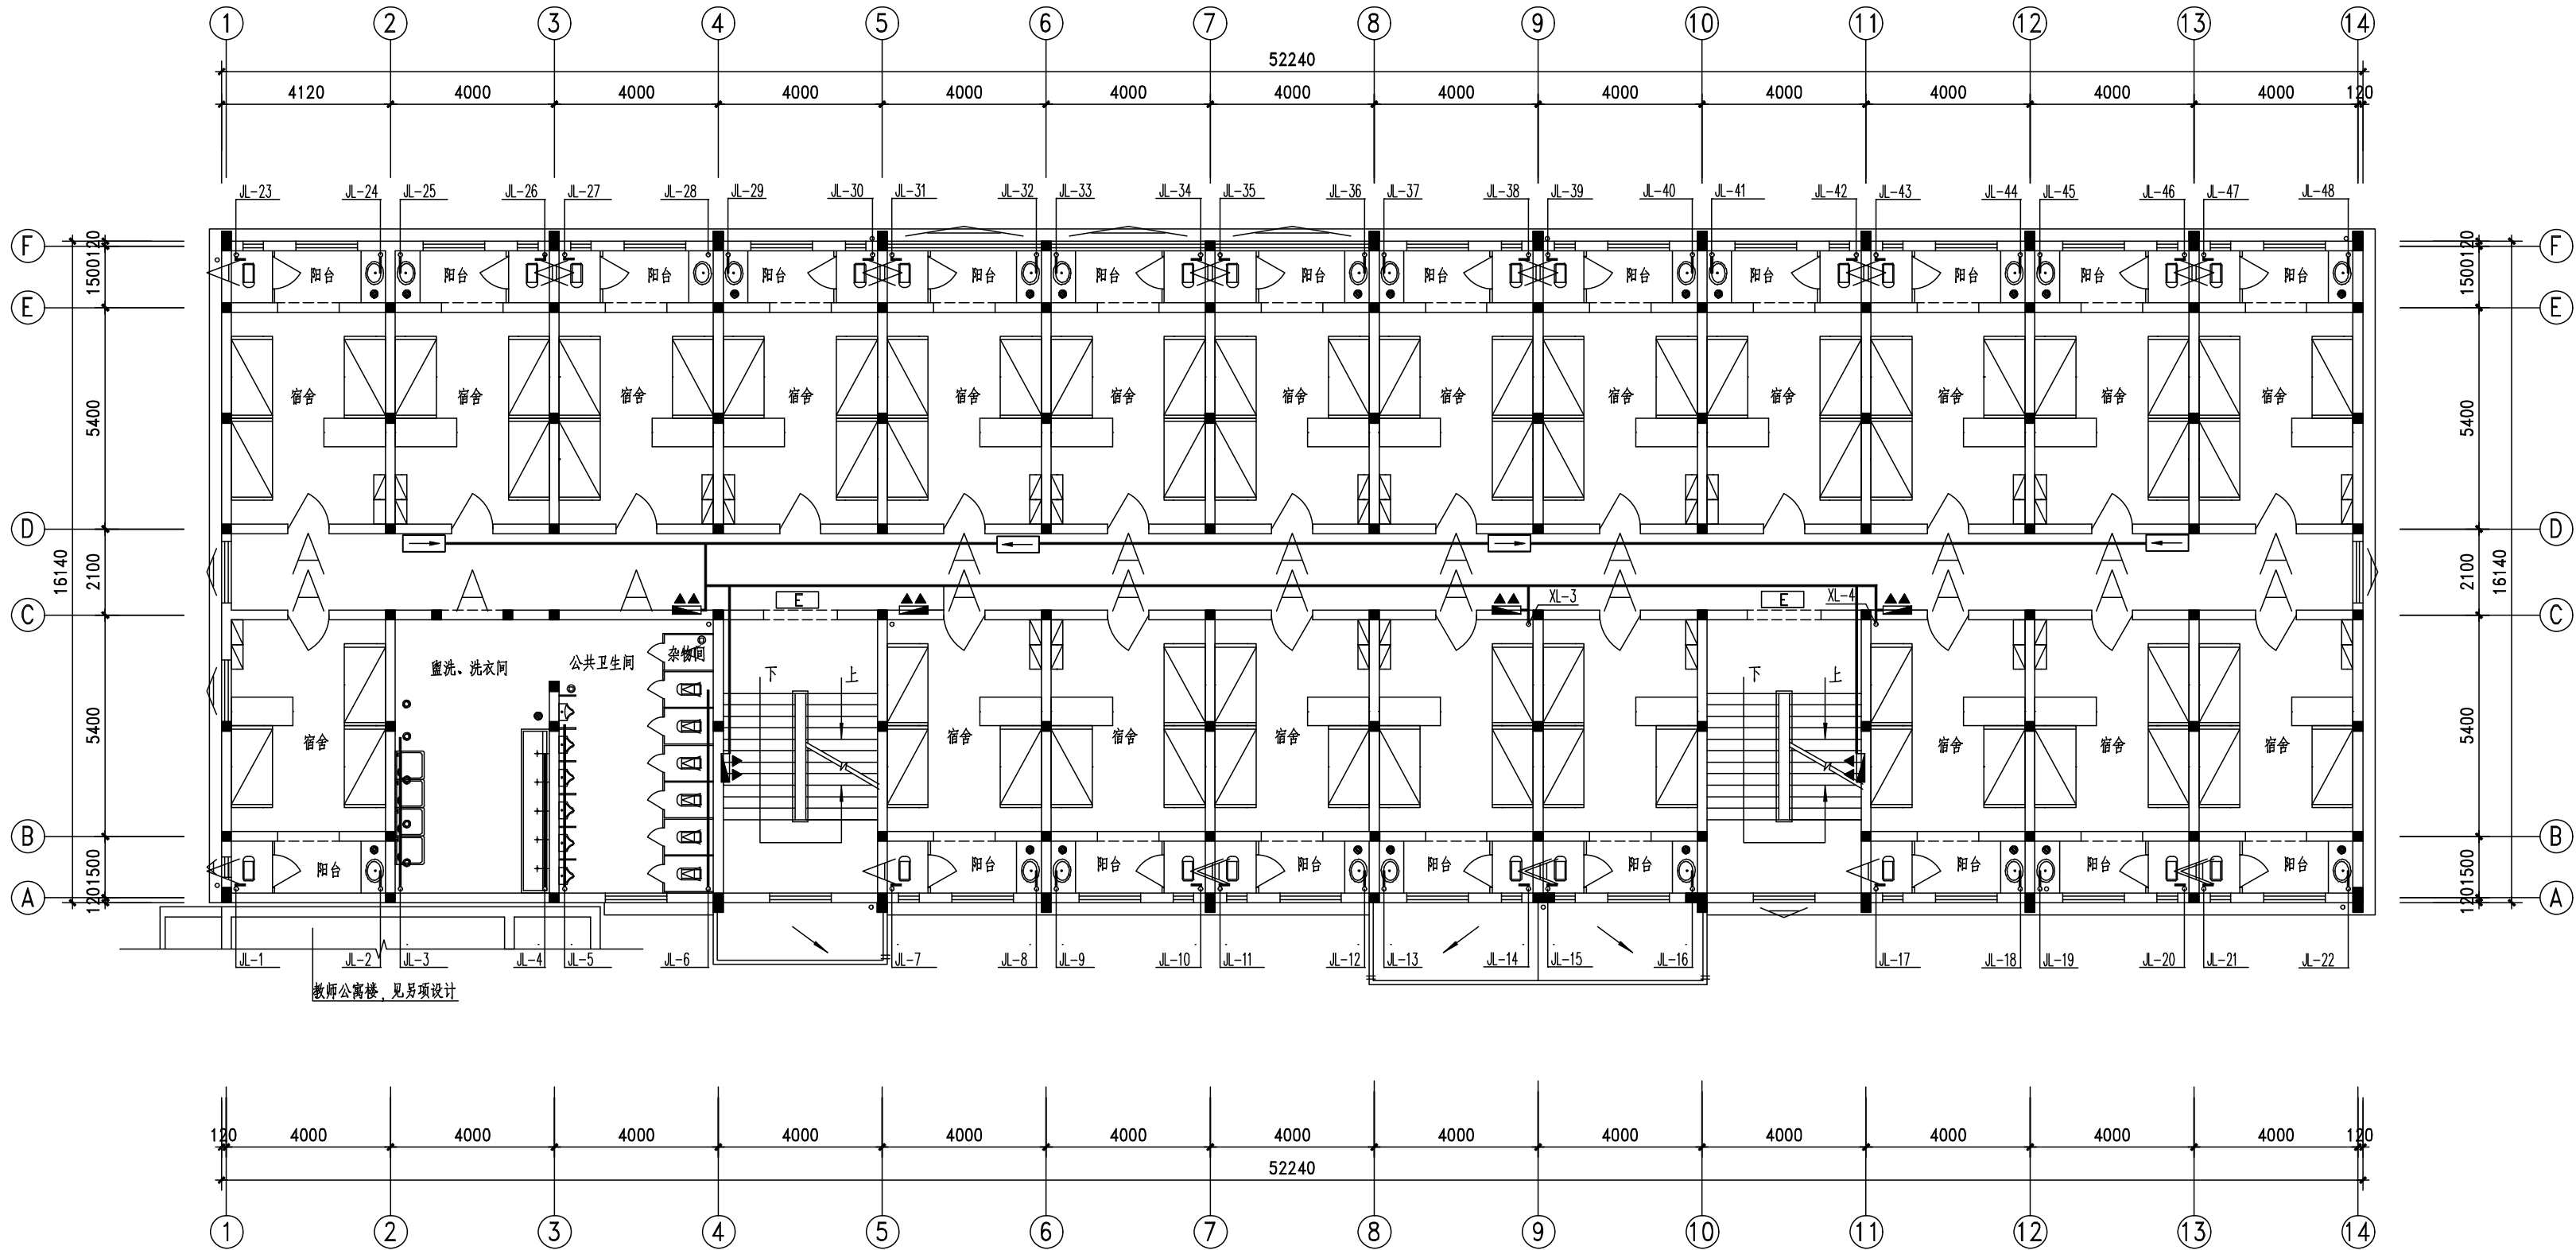 1 2 3 4 5 6 7 8 9 10 11 12 13 14
52240
4120 4000 4000 4000 4000 4000 4000 4000 4000 4000 4000 4000 4000 120
JL-23 JL-24 JL-25 JL-26 JL-27 JL-28 JL-29 JL-30 JL-31 JL-32 JL-33 JL-34 JL-35 JL-36 JL-37 JL-38 JL-39 JL-40 JL-41 JL-42 JL-43 JL-44 JL-45 JL-46 JL-47 JL-48
F 120 120 F
1500 阳台 阳台 阳台 阳台 阳台 阳台 阳台 阳台 阳台 阳台 阳台 阳台 阳台 1500
E E
5400 宿舍 宿舍 宿舍 宿舍 宿舍 宿舍 宿舍 宿舍 宿舍 宿舍 宿舍 宿舍 宿舍 5400
D D
16140 2100 2100 16140
E XL-3 E XL-4
C C
盥洗、洗衣间 公共卫生间 杂物间
下 上 下 上
5400 宿舍 宿舍 宿舍 宿舍 宿舍 宿舍 宿舍 5400
B B
1500 阳台 阳台 阳台 阳台 阳台 阳台 阳台 阳台 阳台 1500
A 120 120 A
JL-1 JL-2 JL-3 JL-4 JL-5 JL-6 JL-7 JL-8 JL-9 JL-10 JL-11 JL-12 JL-13 JL-14 JL-15 JL-16 JL-17 JL-18 JL-19 JL-20 JL-21 JL-22
教师公寓楼，见另项设计
120 4000 4000 4000 4000 4000 4000 4000 4000 4000 4000 4000 4000 4000 120
52240
1 2 3 4 5 6 7 8 9 10 11 12 13 14